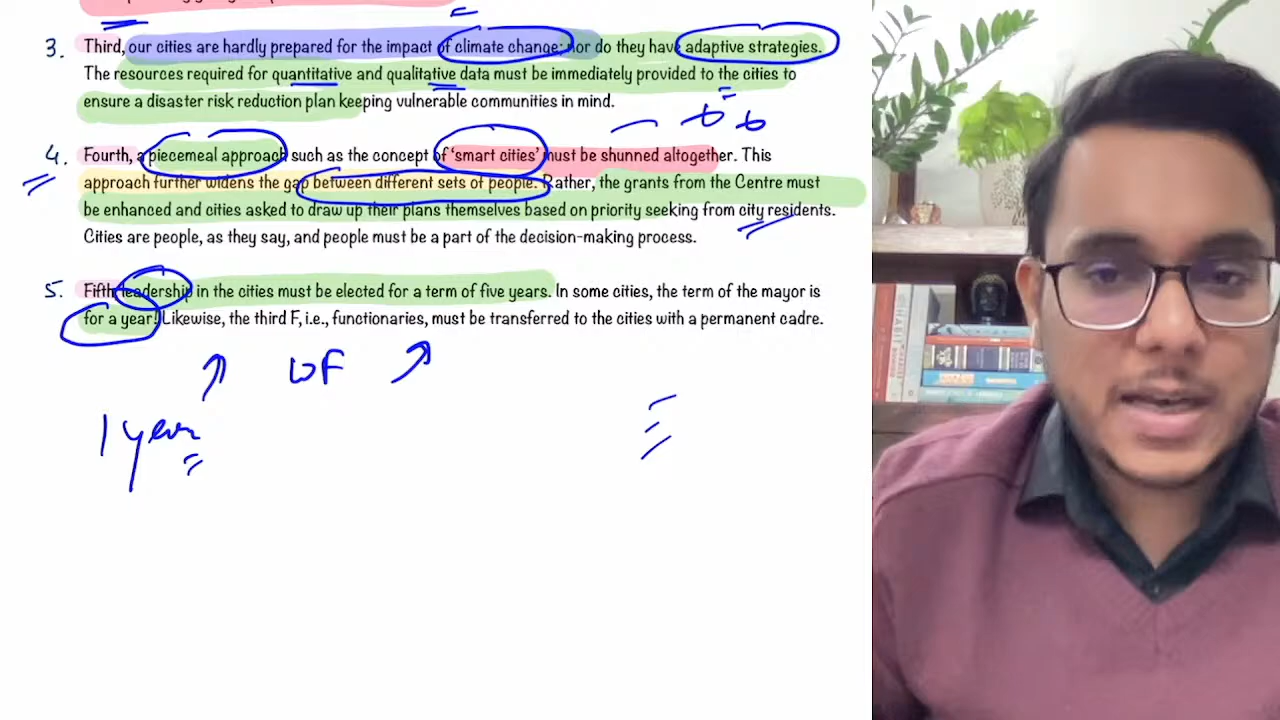 3. Third, our cities are hardly prepared for the impact of climate change; nor do they have adaptive strategies.
The resources required for quantitative and qualitative data must be immediately provided to the cities to
ensure a disaster risk reduction plan keeping vulnerable communities in mind.
4. Fourth, a piecemeal approach such as the concept of 'smart cities' must be shunned altogether. This
approach further widens the gap between different sets of people. Rather, the grants from the Centre must
be enhanced and cities asked to draw up their plans themselves based on priority seeking from city residents.
Cities are people, as they say, and people must be a part of the decision-making process.
5. Fifth leadership in the cities must be elected for a term of five years. In some cities, the term of the mayor is
for a year! Likewise, the third F, i.e., functionaries, must be transferred to the cities with a permanent cadre.
of
1 year
HABIT